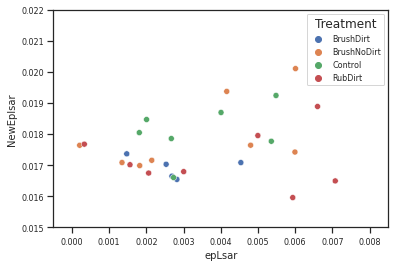 0.022
0.021
0.020
0.019
0.018
0.017
0.016
0.015
NewEplsar
Treatment
BrushDirt
BrushNoDirt
Control
RubDirt
0.000 0.001 0.002 0.003 0.004 0.005 0.006 0.007 0.008
epLsar